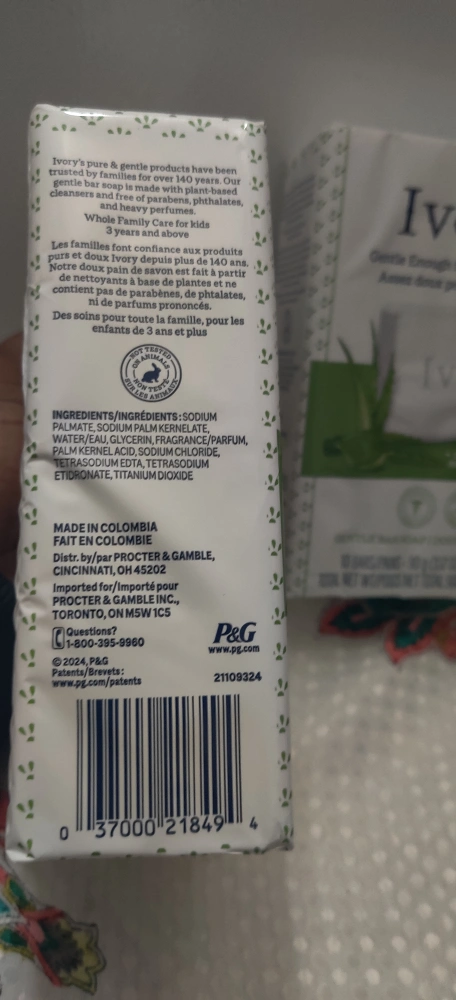 Ivory's pure & gentle products have been
trusted by families for over 140 years. Our
gentle bar soap is made with plant-based
cleansers and free of parabens, phthalates,
and heavy perfumes.
Whole Family Care for kids
3 years and above
Les familles font confiance aux produits
purs et doux Ivory depuis plus de 140 ans.
Notre doux pain de savon est fait à partir
de nettoyants à base de plantes et ne
contient pas de parabènes, de phtalates,
ni de parfums prononcés.
Des soins pour toute la famille, pour les
enfants de 3 ans et plus
NOT TESTED
ON ANIMALS
NON TESTÉ
SUR LES ANIMAUX
INGREDIENTS/INGRÉDIENTS: SODIUM
PALMATE, SODIUM PALM KERNELATE,
WATER/EAU, GLYCERIN, FRAGRANCE/PARFUM,
PALM KERNEL ACID, SODIUM CHLORIDE,
TETRASODIUM EDTA, TETRASODIUM
ETIDRONATE, TITANIUM DIOXIDE
MADE IN COLOMBIA
FAIT EN COLOMBIE
Distr. by/par PROCTER & GAMBLE,
CINCINNATI, OH 45202
Imported for/Importé pour
PROCTER & GAMBLE INC.,
TORONTO, ON M5W 1C5
Questions?
1-800-395-9960
P&G
www.pg.com
© 2024, P&G
Patents/Brevets:
www.pg.com/patents
21109324
0 37000 21849 4
Iv
Gentle Enough
Assez doux
Iv